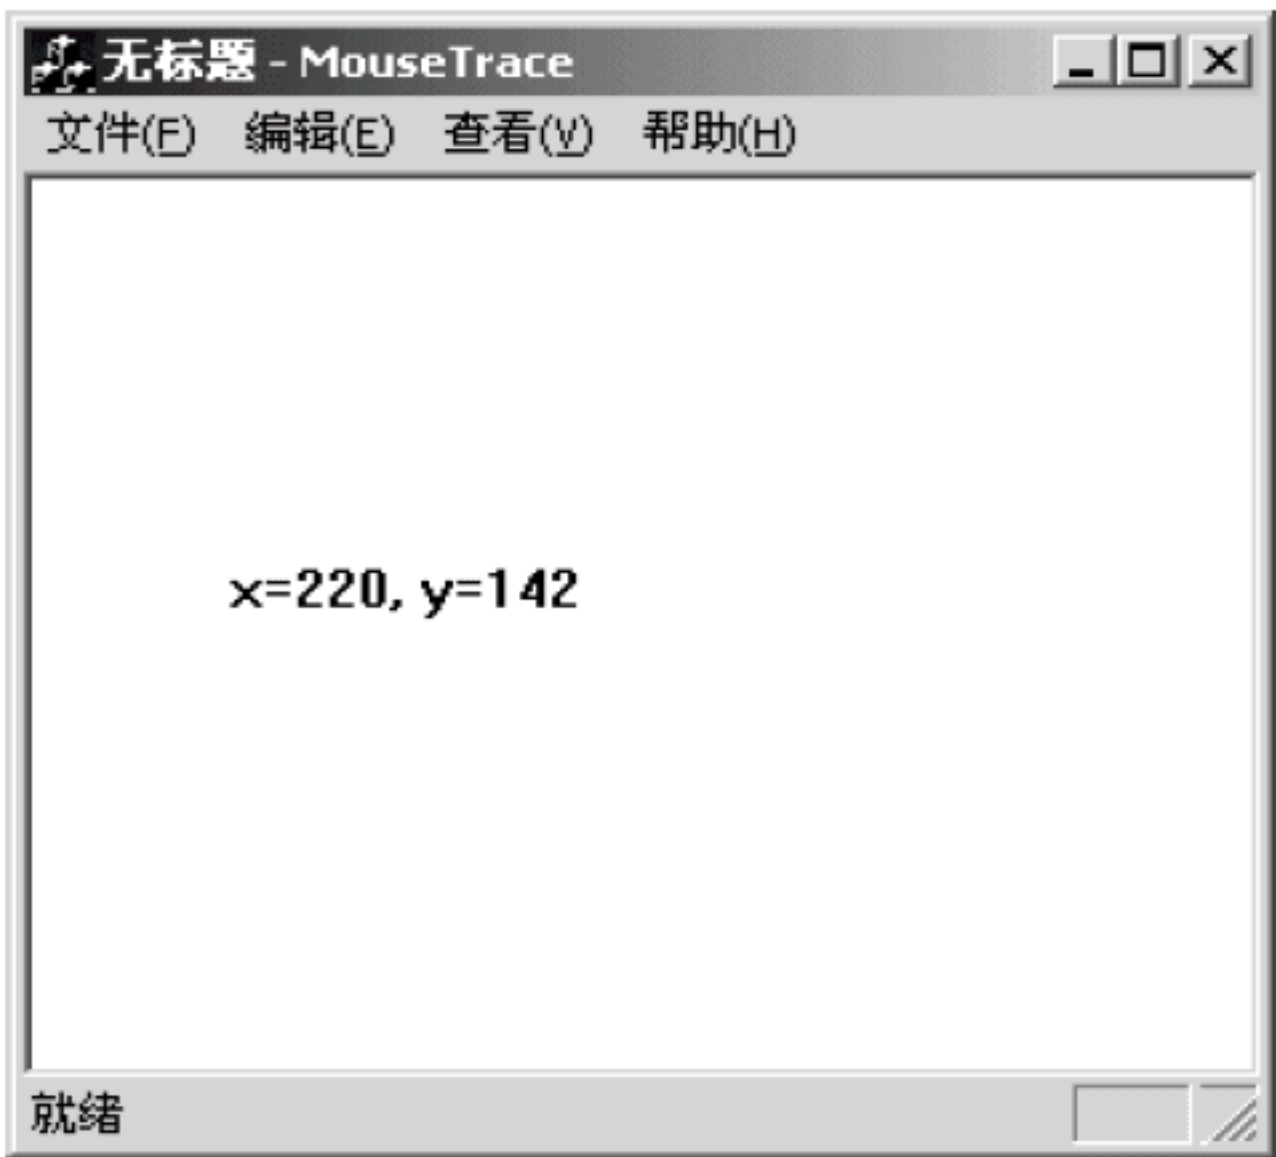 无标题 - MouseTrace
文件(F) 编辑(E) 查看(V) 帮助(H)
x=220, y=142
就绪